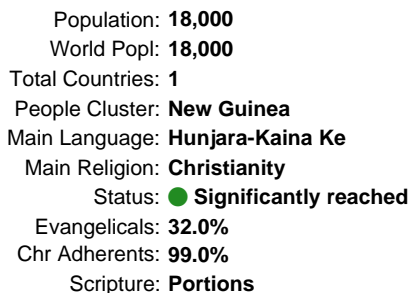 Population: 18,000
World Popl: 18,000
Total Countries: 1
People Cluster: New Guinea
Main Language: Hunjara-Kaina Ke
Main Religion: Christianity
Status: Significantly reached
Evangelicals: 32.0%
Chr Adherents: 99.0%
Scripture: Portions